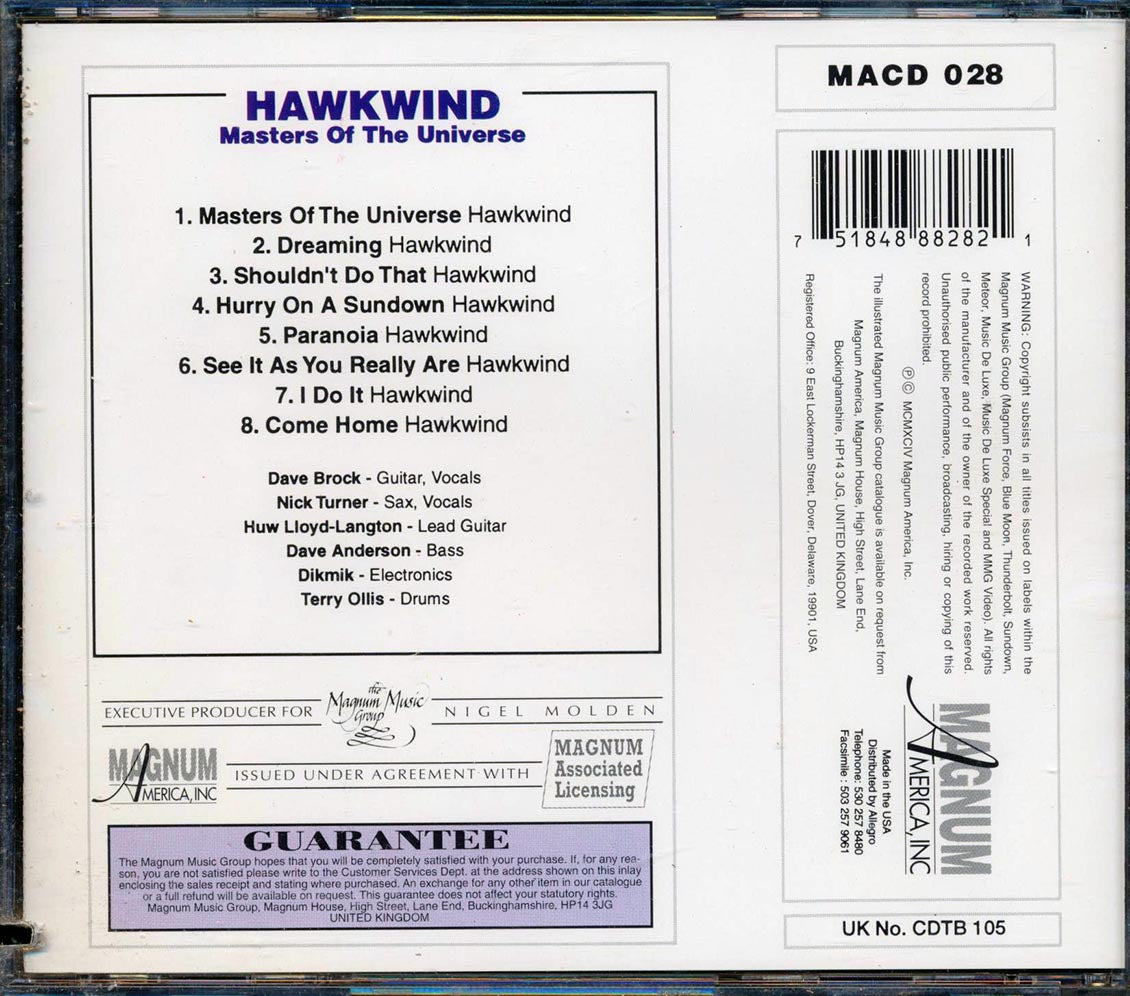 HAWKWIND
Masters Of The Universe
1. Masters Of The Universe Hawkwind
2. Dreaming Hawkwind
3. Shouldn't Do That Hawkwind
4. Hurry On A Sundown Hawkwind
5. Paranoia Hawkwind
6. See It As You Really Are Hawkwind
7. I Do It Hawkwind
8. Come Home Hawkwind
Dave Brock - Guitar, Vocals
Nick Turner - Sax, Vocals
Huw Lloyd-Langton - Lead Guitar
Dave Anderson - Bass
Dikmik - Electronics
Terry Ollis - Drums
EXECUTIVE PRODUCER FOR
the
Magnum Music
Group
NIGEL MOLDEN
MAGNUM
AMERICA, INC
ISSUED UNDER AGREEMENT WITH
MAGNUM
Associated
Licensing
GUARANTEE
The Magnum Music Group hopes that you will be completely satisfied with your purchase. If, for any rea-
son, you are not satisfied please write to the Customer Services Dept. at the address shown on this inlay
enclosing the sales receipt and stating where purchased. An exchange for any other item in our catalogue
or a full refund will be available on request. This guarantee does not affect your statutory rights.
Magnum Music Group, Magnum House, High Street, Lane End, Buckinghamshire, HP14 3JG
UNITED KINGDOM
MACD 028
7 51848 88282 1
WARNING: Copyright subsists in all titles issued on labels within the
Magnum Music Group (Magnum Force, Blue Moon, Thunderbolt, Sundown,
Meteor, Music De Luxe, Music De Luxe Special and MMG Video). All rights
of the manufacturer and of the owner of the recorded work reserved.
Unauthorised public performance, broadcasting, hiring or copying of this
record prohibited.
℗© MCMXCIV Magnum America, Inc.
The illustrated Magnum Music Group catalogue is available on request from
Magnum America, Magnum House, High Street, Lane End,
Buckinghamshire, HP14 3 JG, UNITED KINGDOM
Registered Office: 9 East Lockerman Street, Dover, Delaware, 19901, USA
MAGNUM
AMERICA, INC
Made in the USA
Distributed by Allegro
Telephone: 530 257 8480
Facsimile : 503 257 9061
UK No. CDTB 105